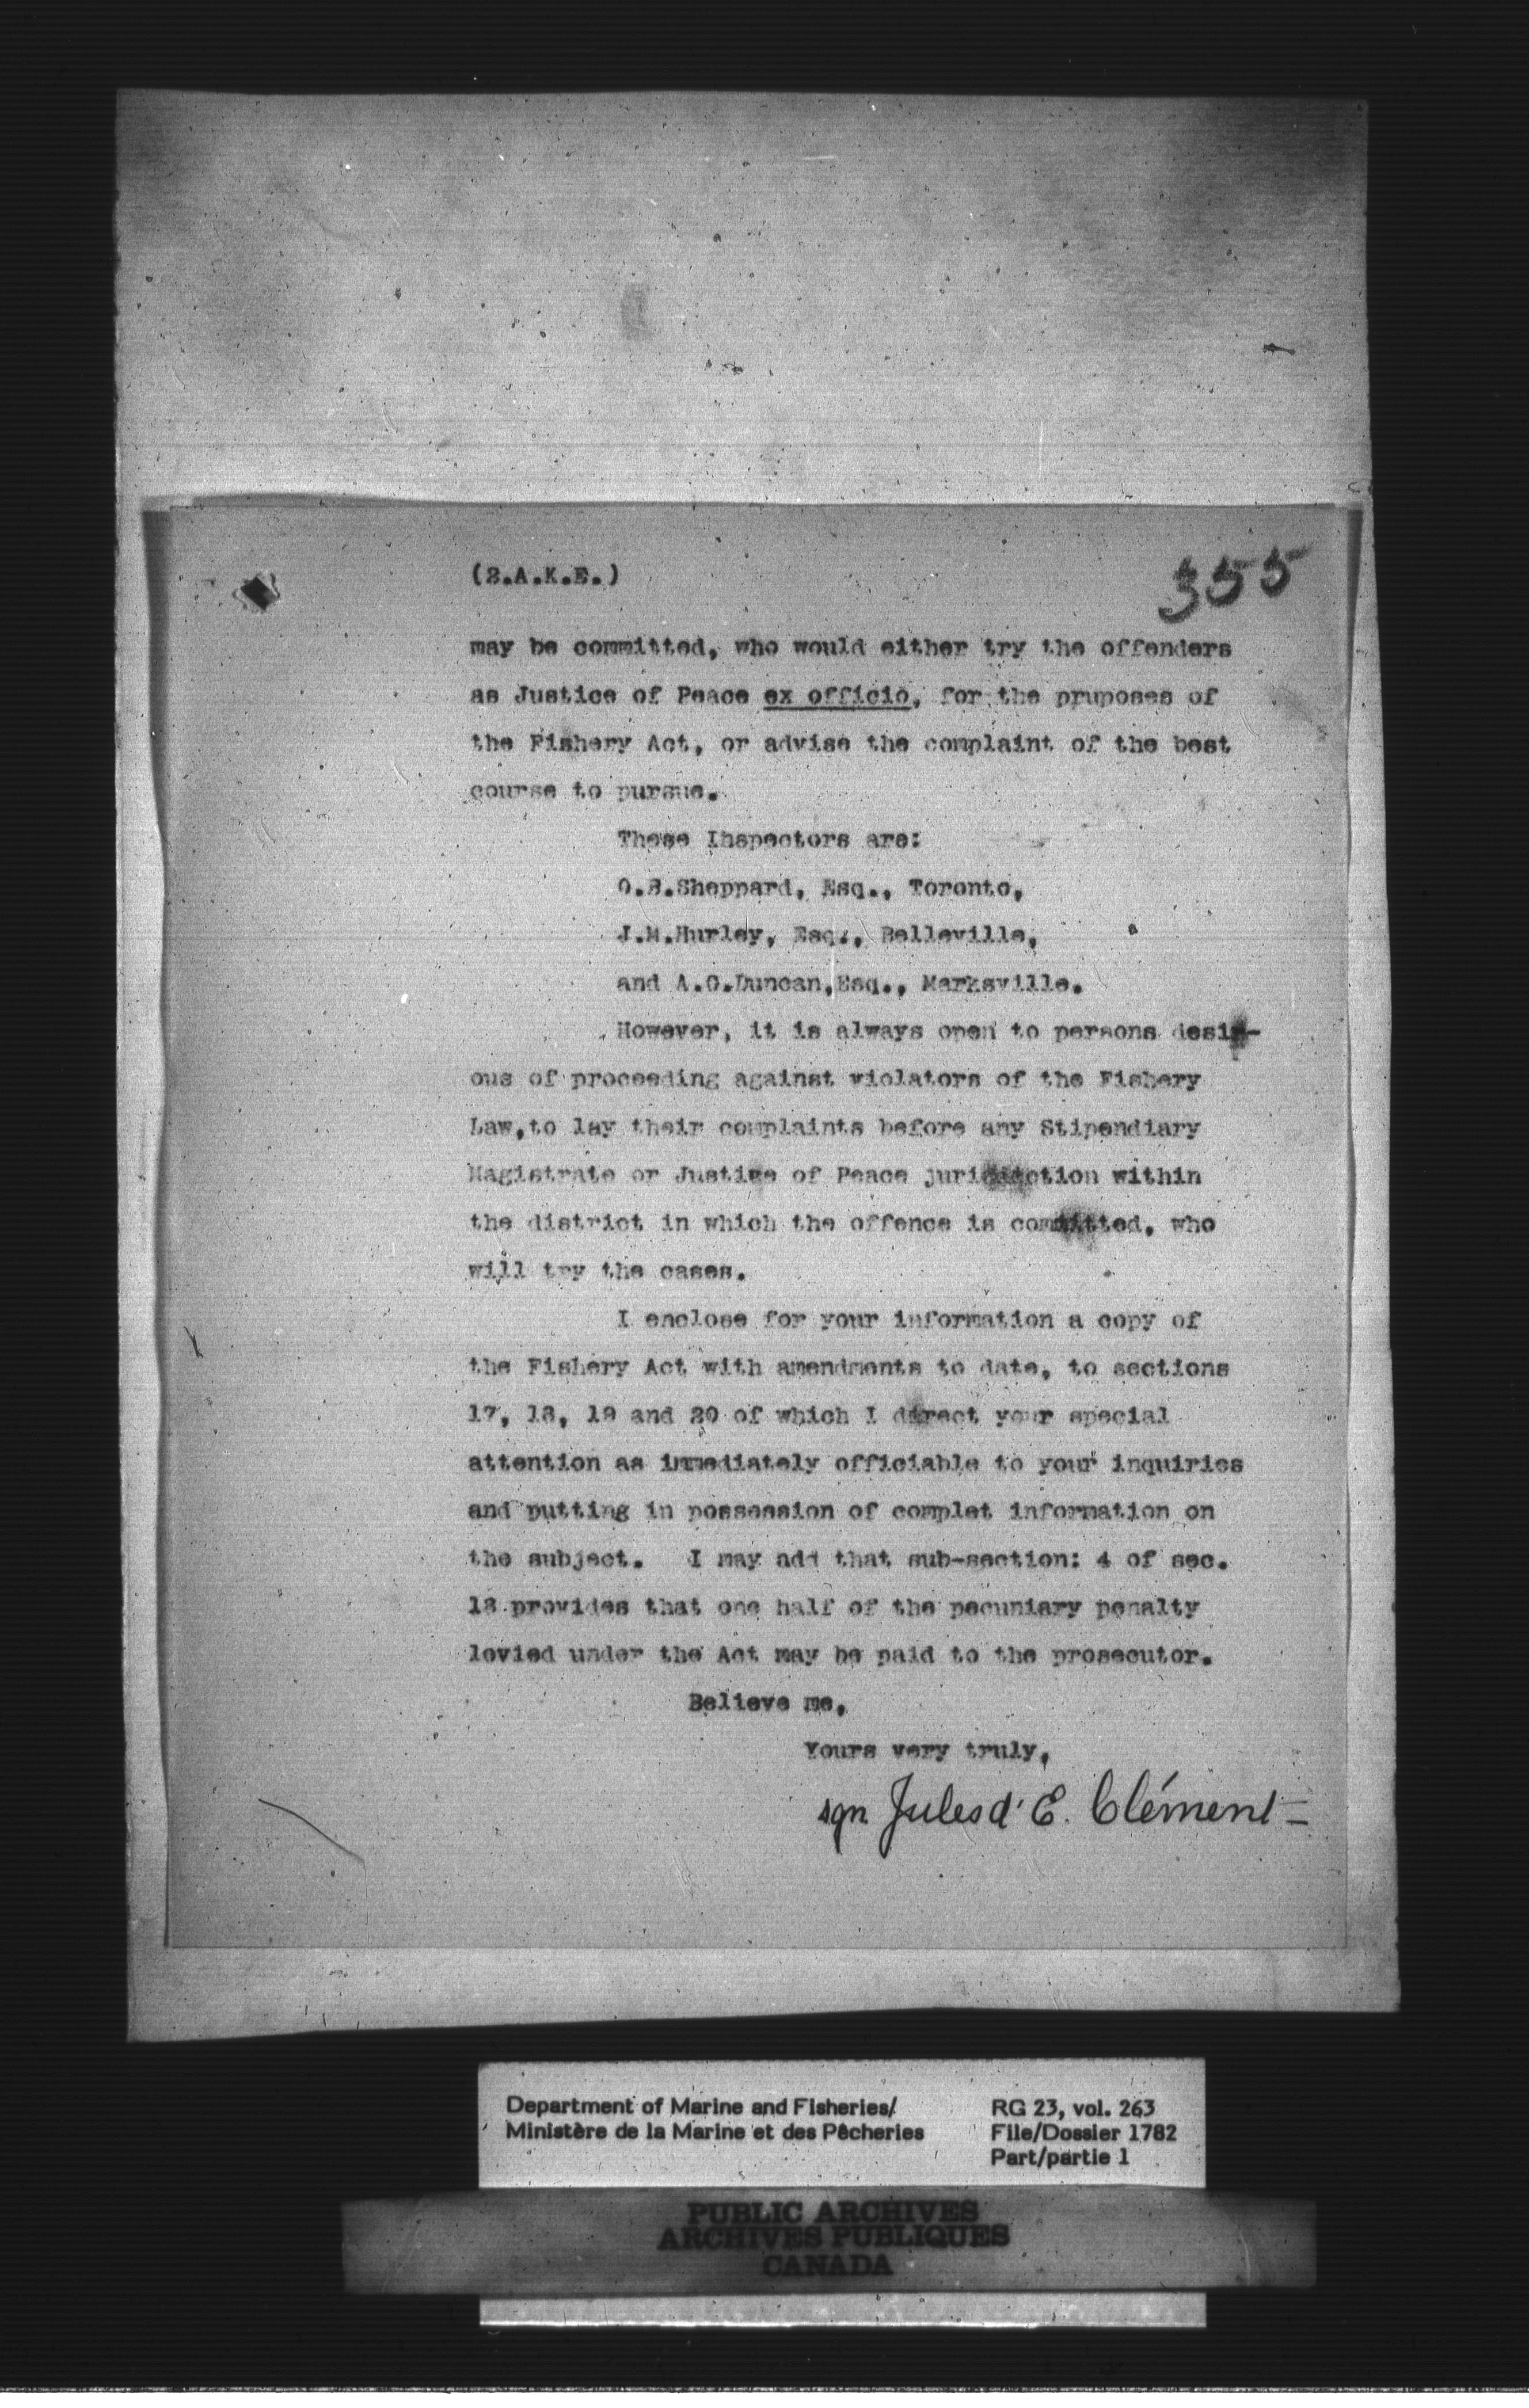 (2.A.K.E.)
355
may be committed, who would either try the offenders
as Justice of Peace ex officio, for the pruposes of
the Fishery Act, or advise the complaint of the best
course to pursue.
These Inspectors are:
O.B.Sheppard, Esq., Toronto,
J.M.Hurley, Esq., Belleville,
and A.C.Duncan,Esq., Marksville.
However, it is always open to persons desir-
ous of proceeding against violators of the Fishery
Law,to lay their complaints before any Stipendiary
Magistrate or Justice of Peace jurisdiction within
the district in which the offence is committed, who
will try the cases.
I enclose for your information a copy of
the Fishery Act with amendments to date, to sections
17, 18, 19 and 20 of which I direct your special
attention as immediately officiable to your inquiries
and putting in possession of complet information on
the subject. I may add that sub-section: 4 of sec.
18 provides that one half of the pecuniary penalty
levied under the Act may be paid to the prosecutor.
Believe me,
Yours very truly,
sgn. Jules d'E. Clément
Department of Marine and Fisheries/
Ministère de la Marine et des Pêcheries
RG 23, vol. 263
File/Dossier 1782
Part/partie 1
PUBLIC ARCHIVES
ARCHIVES PUBLIQUES
CANADA